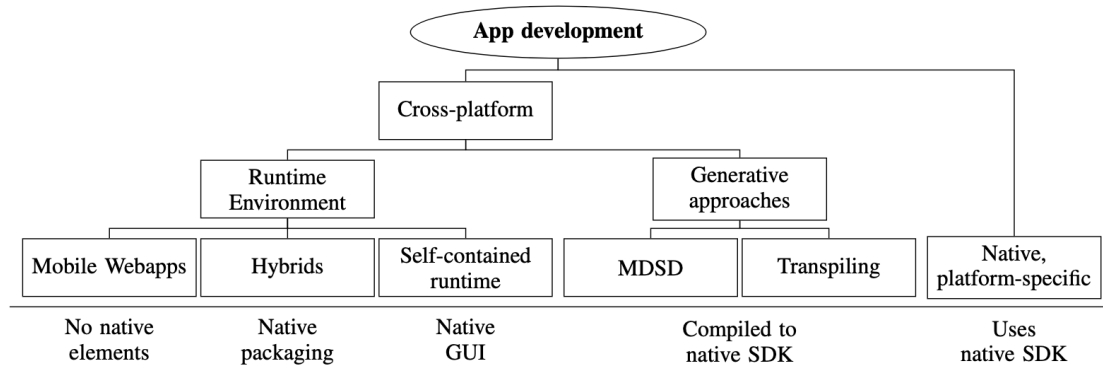 App development
Cross-platform
Runtime
Environment
Generative
approaches
Mobile Webapps
Hybrids
Self-contained
runtime
MDSD
Transpiling
Native,
platform-specific
No native
elements
Native
packaging
Native
GUI
Compiled to
native SDK
Uses
native SDK